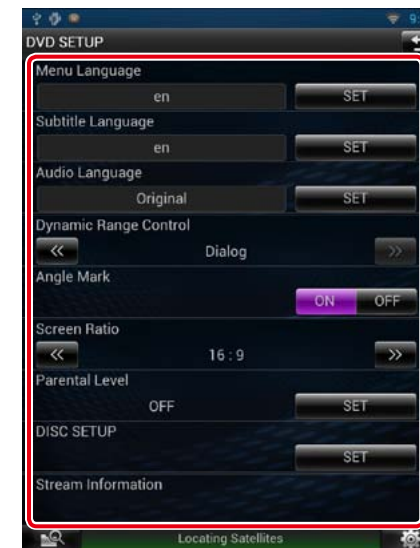 9:
DVD SETUP
Menu Language
en SET
Subtitle Language
en SET
Audio Language
Original SET
Dynamic Range Control
« Dialog »
Angle Mark
ON OFF
Screen Ratio
« 16 : 9 »
Parental Level
OFF SET
DISC SETUP
SET
Stream Information
Locating Satellites